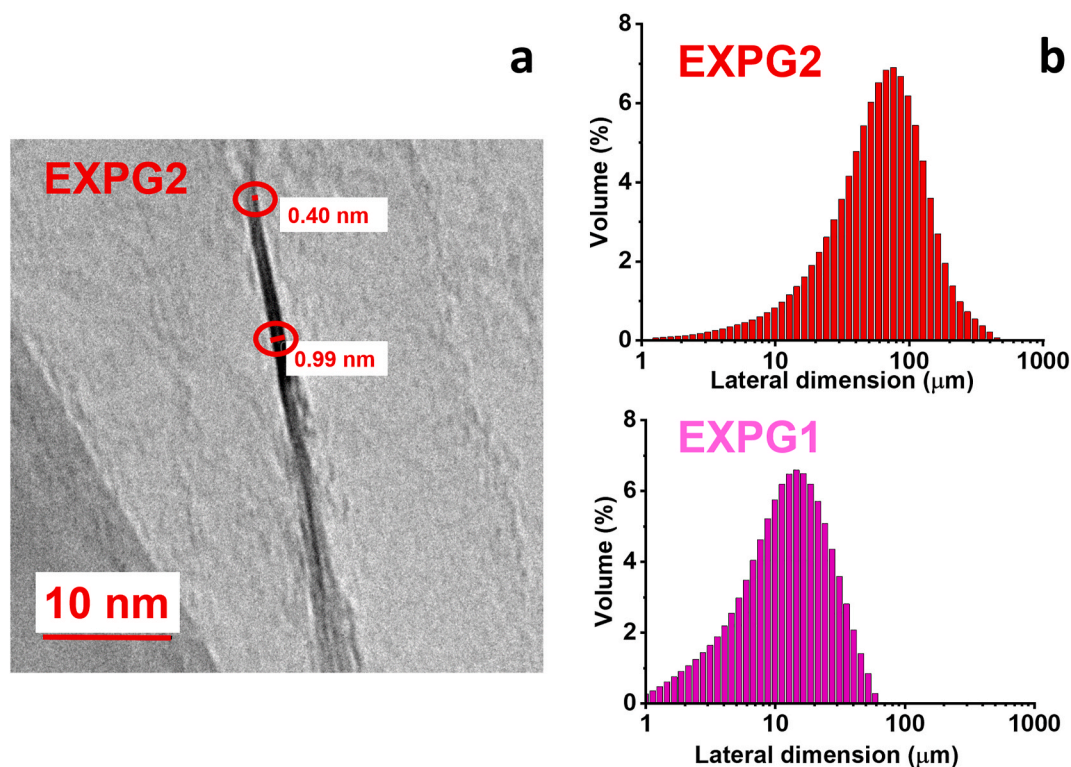 a
EXPG2
0.40 nm
0.99 nm
10 nm
b
EXPG2
Volume (%)
8
6
4
2
0
1
10
100
1000
Lateral dimension (μm)
EXPG1
Volume (%)
8
6
4
2
0
1
10
100
1000
Lateral dimension (μm)